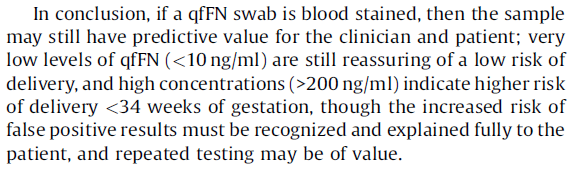 In conclusion, if a qfFN swab is blood stained, then the sample
may still have predictive value for the clinician and patient; very
low levels of qfFN (<10 ng/ml) are still reassuring of a low risk of
delivery, and high concentrations (>200 ng/ml) indicate higher risk
of delivery <34 weeks of gestation, though the increased risk of
false positive results must be recognized and explained fully to the
patient, and repeated testing may be of value.